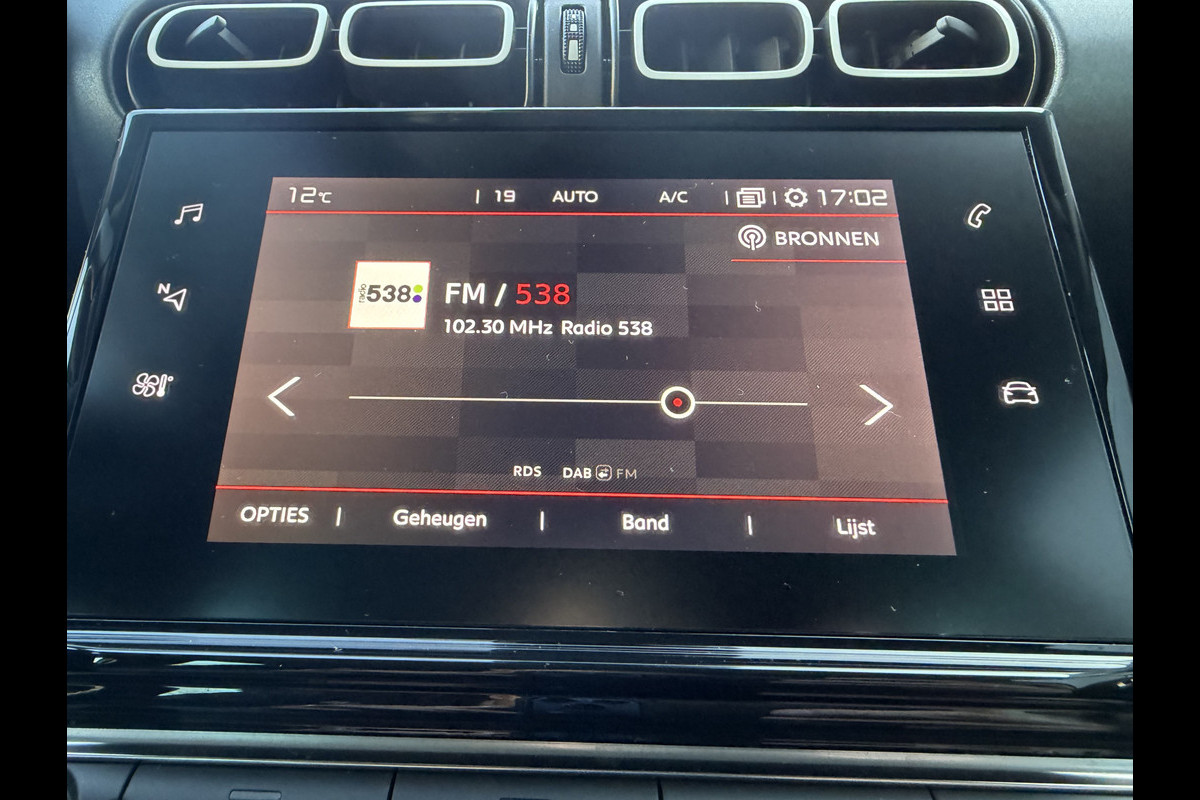 12°C | 19 AUTO A/C | | 17:02
BRONNEN
radio 538
FM / 538
102.30 MHz Radio 538
N
RDS DAB FM
OPTIES | Geheugen | Band | Lijst